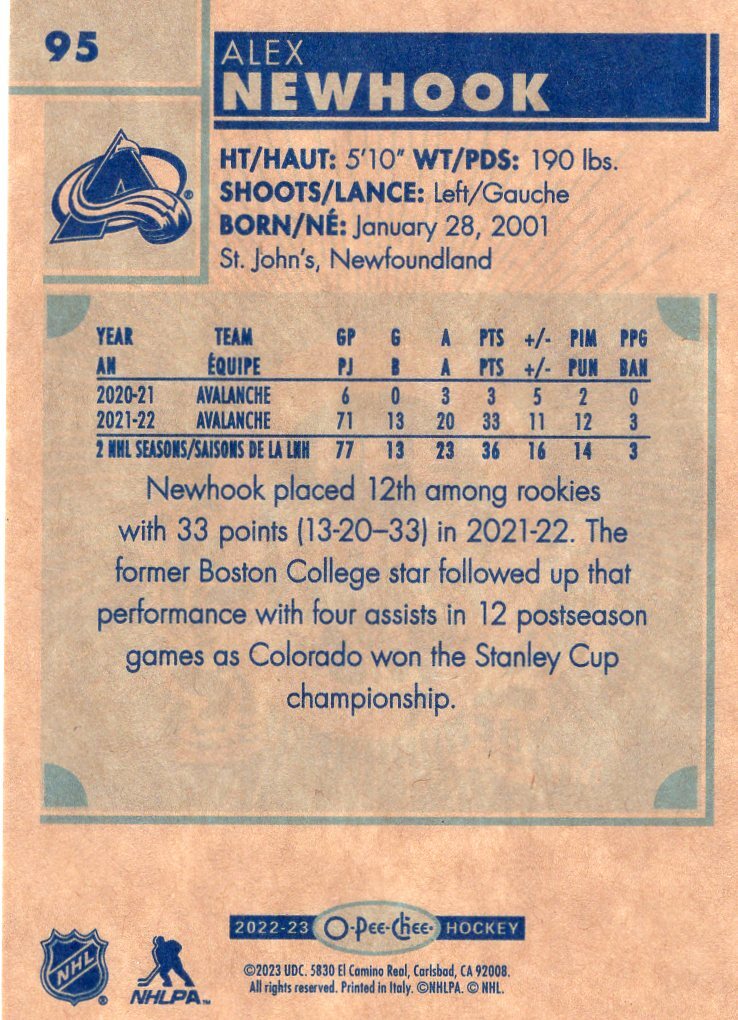 95
ALEX
NEWHOOK
HT/HAUT: 5'10" WT/PDS: 190 lbs.
SHOOTS/LANCE: Left/Gauche
BORN/NÉ: January 28, 2001
St. John's, Newfoundland
A
®
YEAR TEAM GP G A PTS +/- PIM PPG
AN ÉQUIPE PJ B A PTS +/- PUN BAN
2020-21 AVALANCHE 6 0 3 3 5 2 0
2021-22 AVALANCHE 71 13 20 33 11 12 3
2 NHL SEASONS/SAISONS DE LA LNH 77 13 23 36 16 14 3
Newhook placed 12th among rookies
with 33 points (13-20–33) in 2021-22. The
former Boston College star followed up that
performance with four assists in 12 postseason
games as Colorado won the Stanley Cup
championship.
2022-23 O-Pee-Chee® HOCKEY
NHL ®
NHLPA™
©2023 UDC. 5830 El Camino Real, Carlsbad, CA 92008.
All rights reserved. Printed in Italy. ©NHLPA. © NHL.